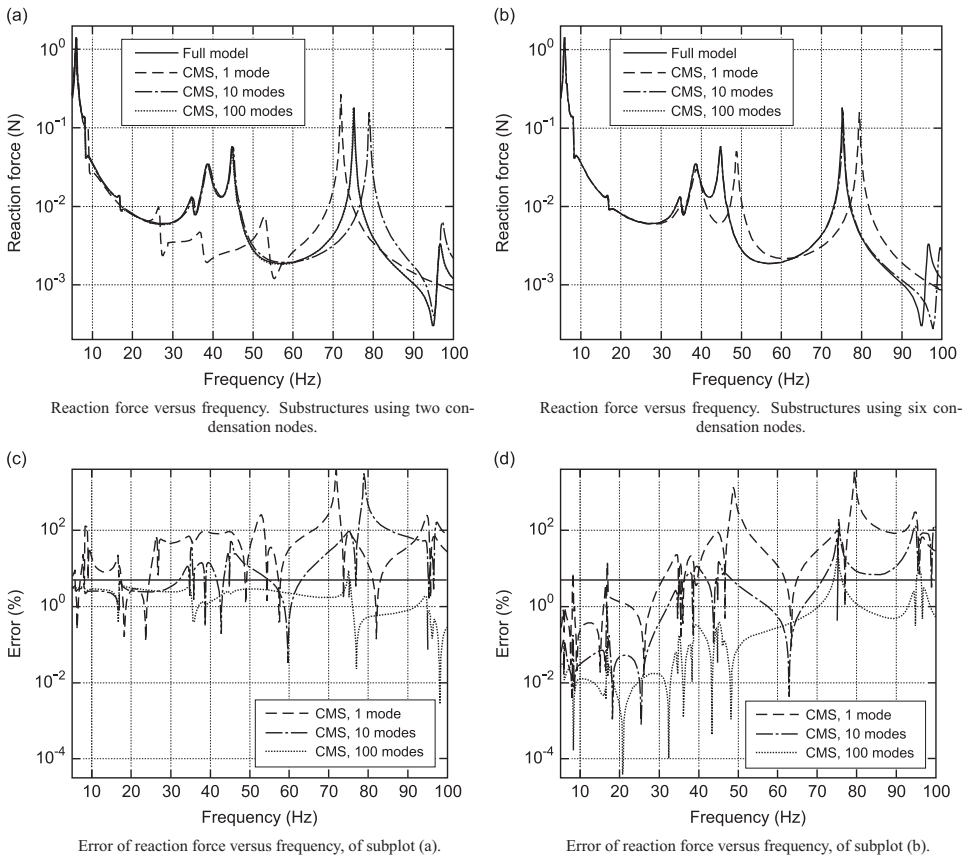 (a)
Reaction force (N)
10^0
10^-1
10^-2
10^-3
Full model
CMS, 1 mode
CMS, 10 modes
CMS, 100 modes
10 20 30 40 50 60 70 80 90 100
Frequency (Hz)
Reaction force versus frequency. Substructures using two con-
densation nodes.
(b)
Reaction force (N)
10^0
10^-1
10^-2
10^-3
Full model
CMS, 1 mode
CMS, 10 modes
CMS, 100 modes
10 20 30 40 50 60 70 80 90 100
Frequency (Hz)
Reaction force versus frequency. Substructures using six con-
densation nodes.
(c)
Error (%)
10^2
10^0
10^-2
10^-4
CMS, 1 mode
CMS, 10 modes
CMS, 100 modes
10 20 30 40 50 60 70 80 90 100
Frequency (Hz)
Error of reaction force versus frequency, of subplot (a).
(d)
Error (%)
10^2
10^0
10^-2
10^-4
CMS, 1 mode
CMS, 10 modes
CMS, 100 modes
10 20 30 40 50 60 70 80 90 100
Frequency (Hz)
Error of reaction force versus frequency, of subplot (b).